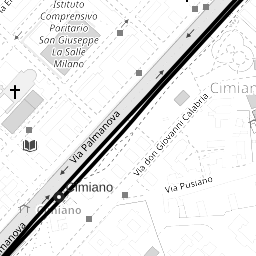 Istituto
Comprensivo
Paritario
San Giuseppe
La Salle
Milano
Cimiano
Via Palmanova
Via don Giovanni Calabria
Via Pusiano
Cimiano
Cimiano